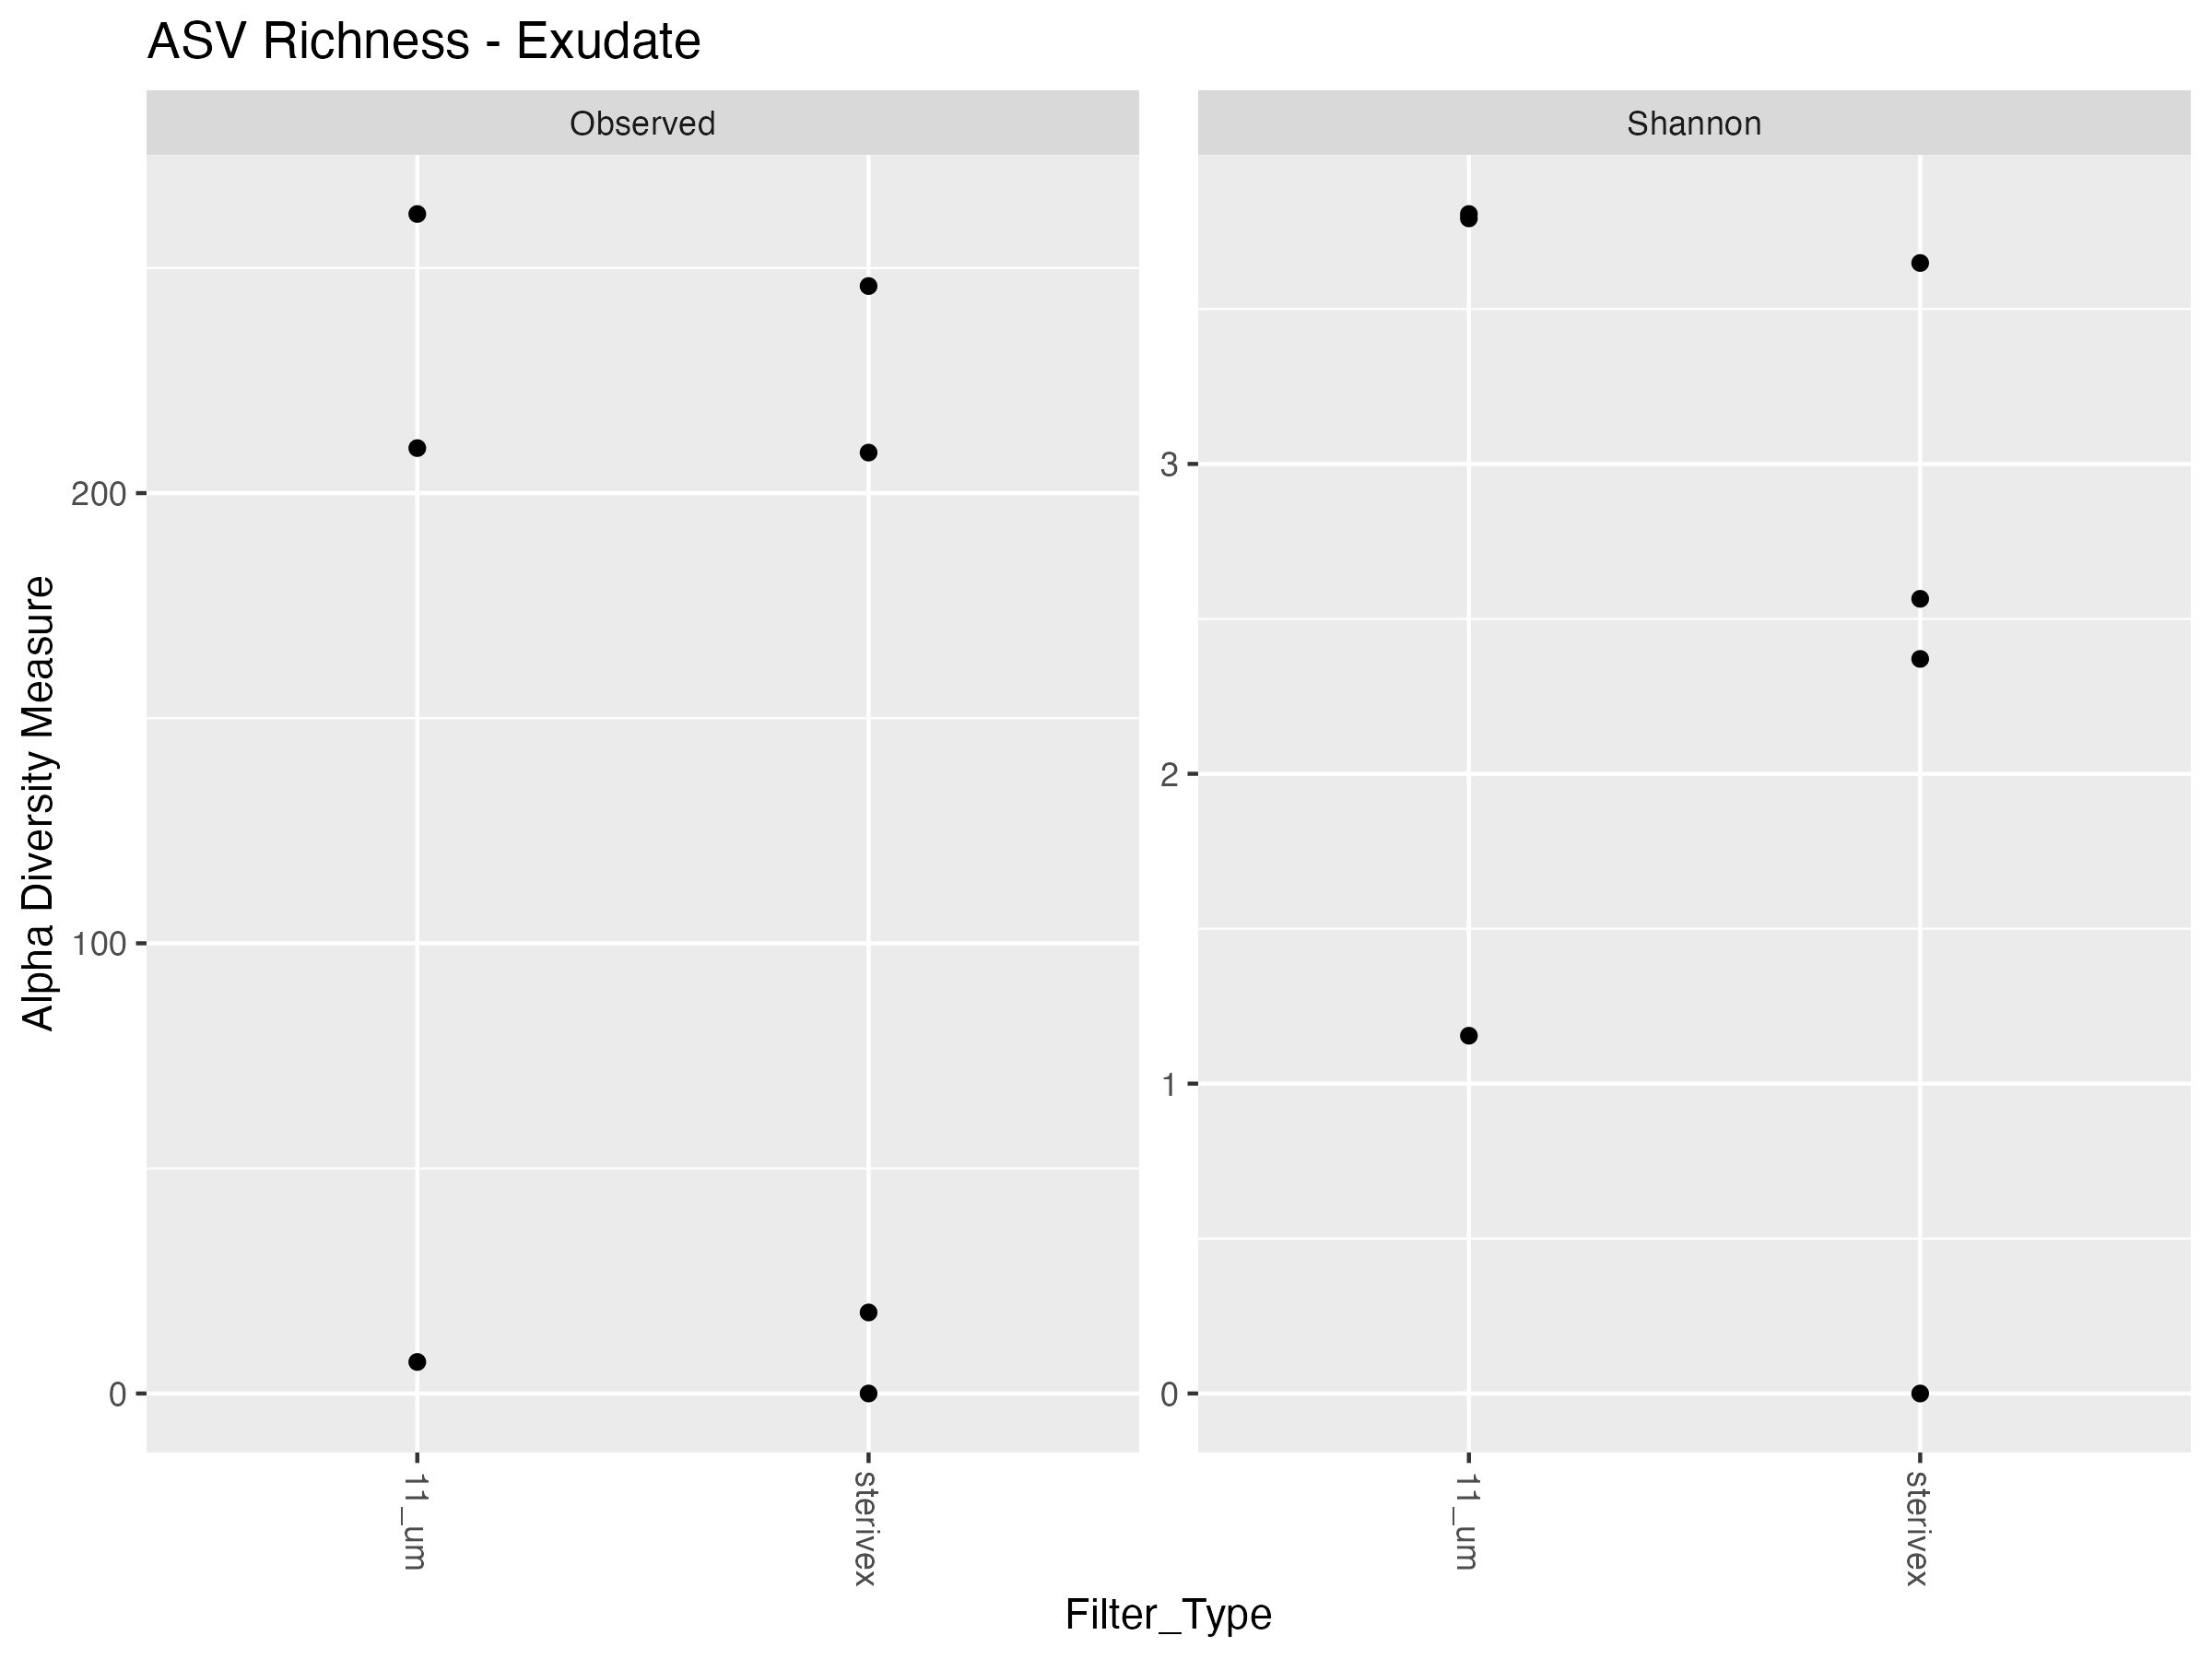 ASV Richness - Exudate
Observed
Shannon
Alpha Diversity Measure
200
100
0
3
2
1
0
11_um
sterivex
11_um
sterivex
Filter_Type